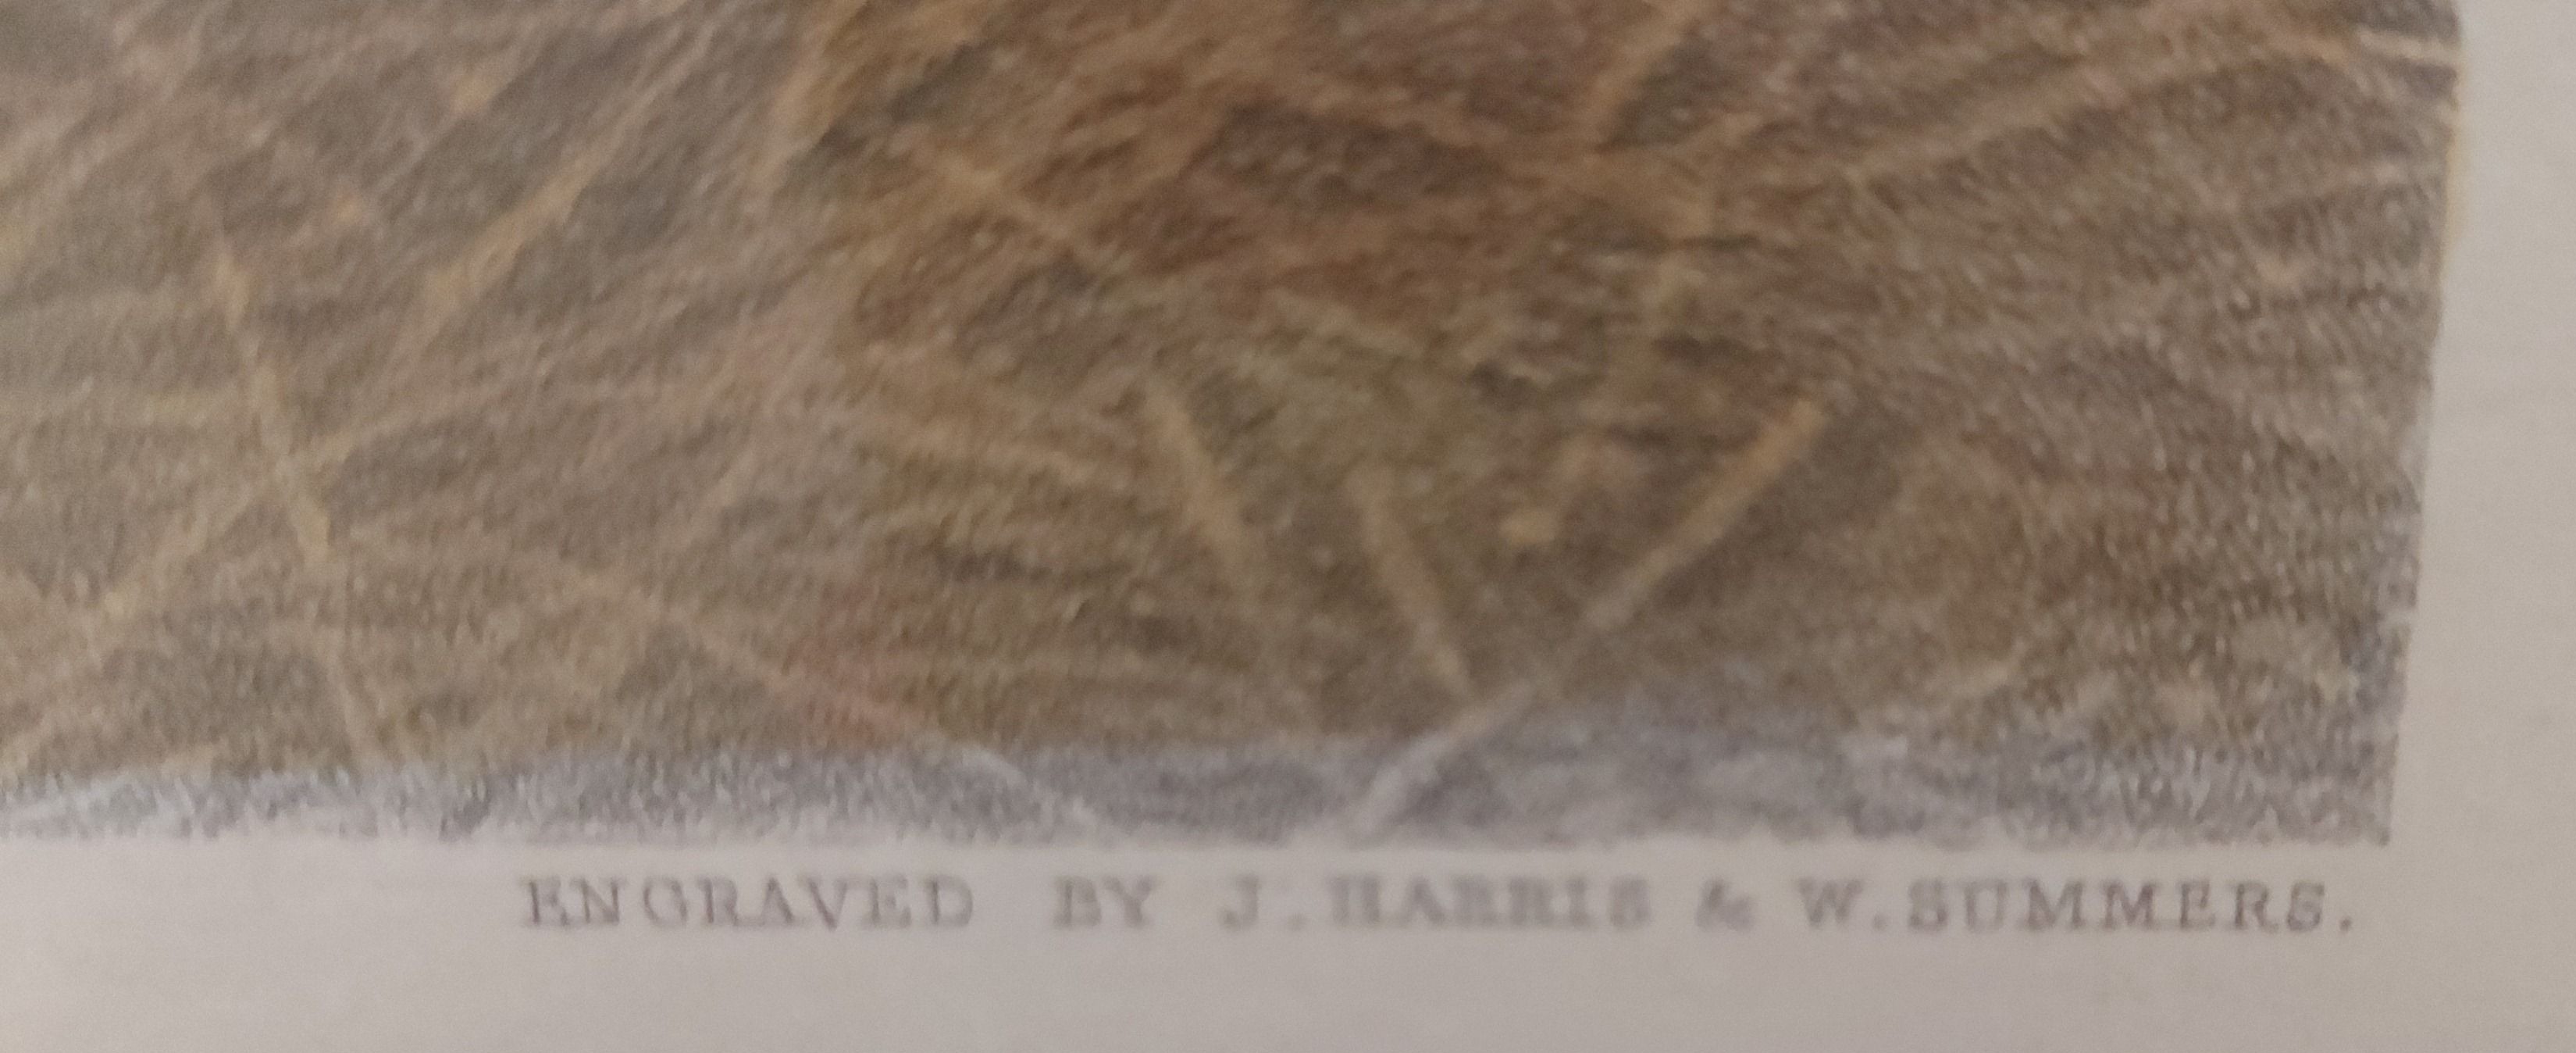 ENGRAVED BY J. HARRIS & W. SUMMERS.